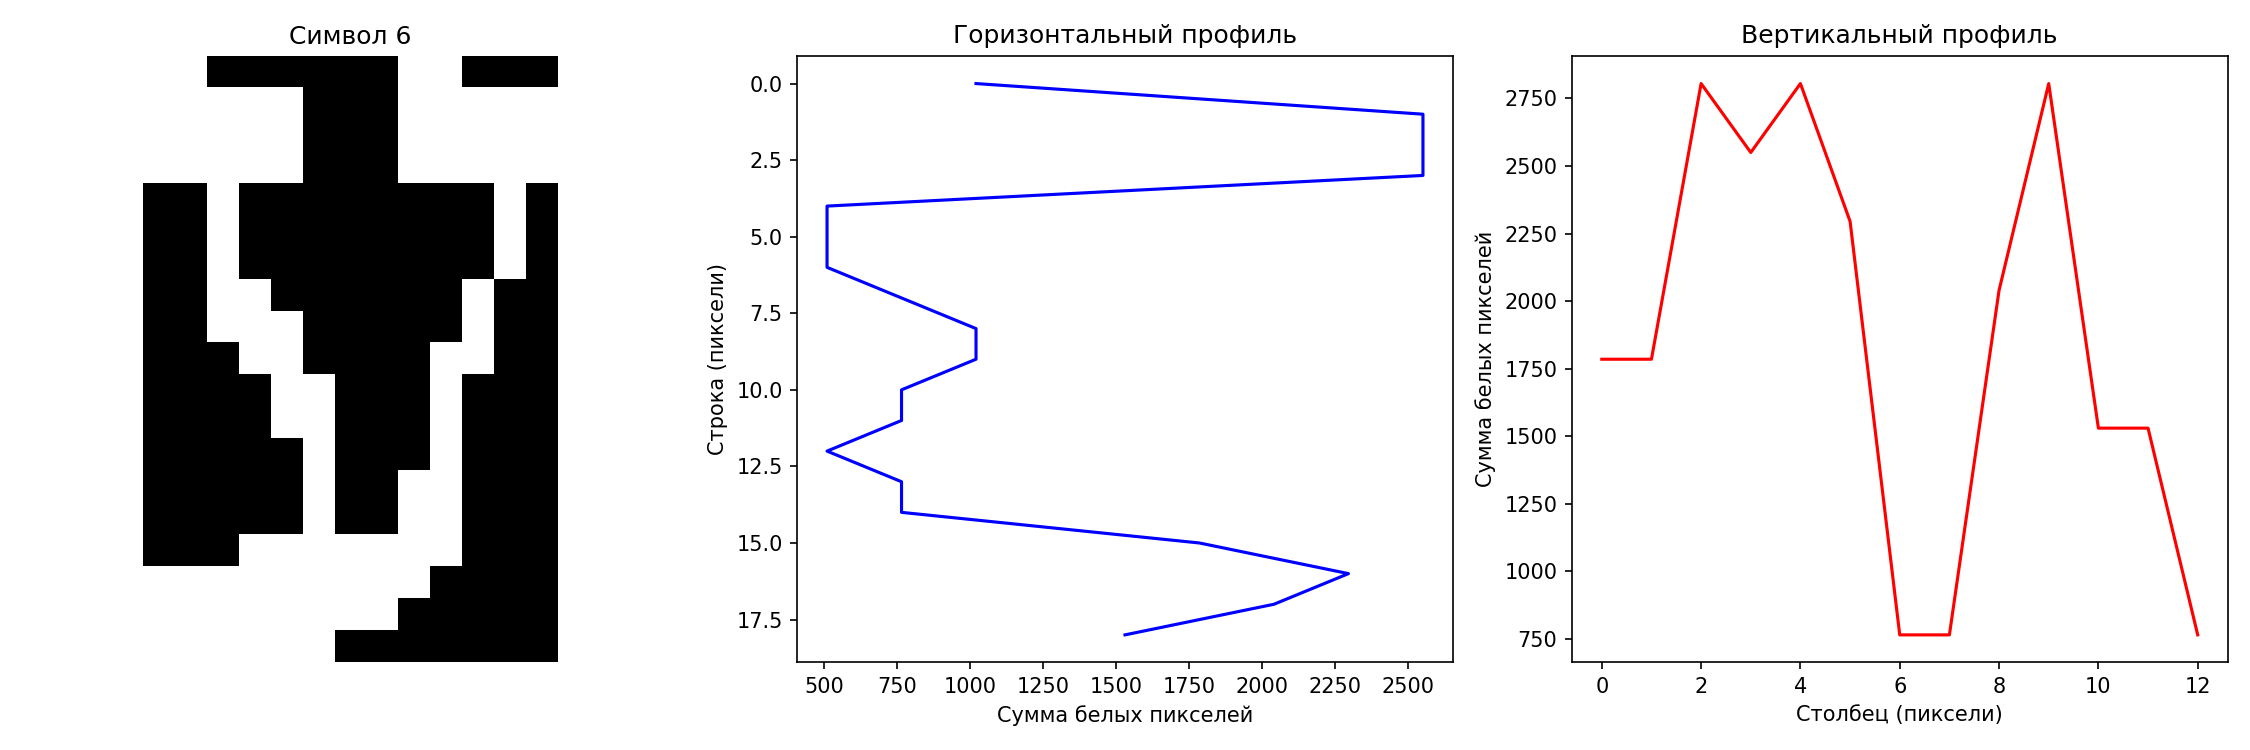 Символ 6
Горизонтальный профиль
0.0
2.5
5.0
7.5
10.0
12.5
15.0
17.5
Строка (пиксели)
500 750 1000 1250 1500 1750 2000 2250 2500
Сумма белых пикселей
Вертикальный профиль
2750
2500
2250
2000
1750
1500
1250
1000
750
Сумма белых пикселей
0 2 4 6 8 10 12
Столбец (пиксели)